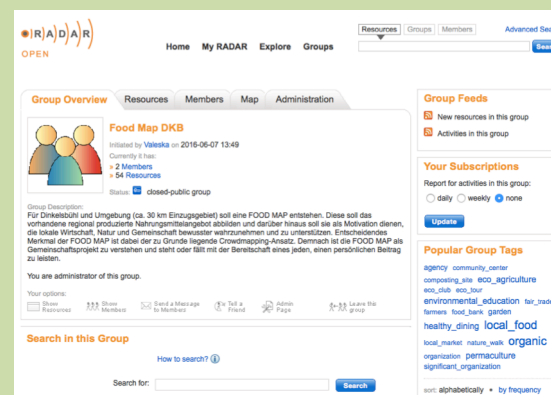 (R)A)D)A)R)
OPEN
Home My RADAR Explore Groups
Resources Groups Members
Advanced Sea
Sear
Group Overview Resources Members Map Administration
Food Map DKB
Initiated by Valeska on 2016-06-07 13:49
Currently it has:
» 2 Members
» 54 Resources
Status: closed-public group
Group Description:
Für Dinkelsbühl und Umgebung (ca. 30 km Einzugsgebiet) soll eine FOOD MAP entstehen. Diese soll das
vorhandene regional produzierte Nahrungsmittelangebot abbilden und darüber hinaus soll sie als Motivation dienen,
die lokale Wirtschaft, Natur und Gemeinschaft bewusster wahrzunehmen und zu unterstützen. Entscheidendes
Merkmal der FOOD MAP ist dabei der zu Grunde liegende Crowdmapping-Ansatz. Demnach ist die FOOD MAP als
Gemeinschaftsprojekt zu verstehen und steht oder fällt mit der Bereitschaft eines jeden, einen persönlichen Beitrag
zu leisten.
You are administrator of this group.
Your options:
Show Resources
Show Members
Send a Message to Members
Tell a Friend
Admin Page
Leave this group
Search in this Group
How to search?
Search for:
Search
Group Feeds
New resources in this group
Activities in this group
Your Subscriptions
Report for activities in this group:
daily weekly none
Update
Popular Group Tags
agency community_center
composting_site eco_agriculture
eco_club eco_tour
environmental_education fair_trade
farmers food_bank garden
healthy_dining local_food
local_market nature_walk organic
organization permaculture
significant_organization
sort: alphabetically • by frequency